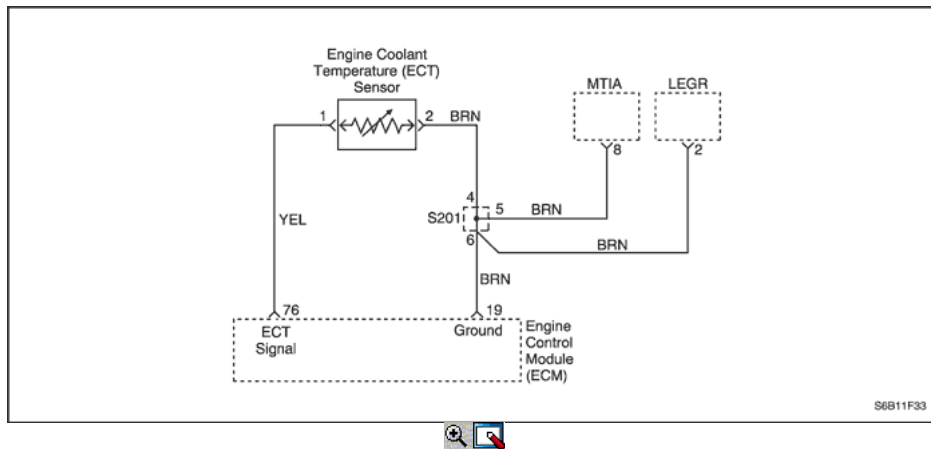 Engine Coolant
Temperature (ECT)
Sensor
MTIA
LEGR
1
2
BRN
8
2
4
5
S201
BRN
YEL
6
BRN
BRN
76
19
ECT
Signal
Ground
Engine
Control
Module
(ECM)
S6B11F33